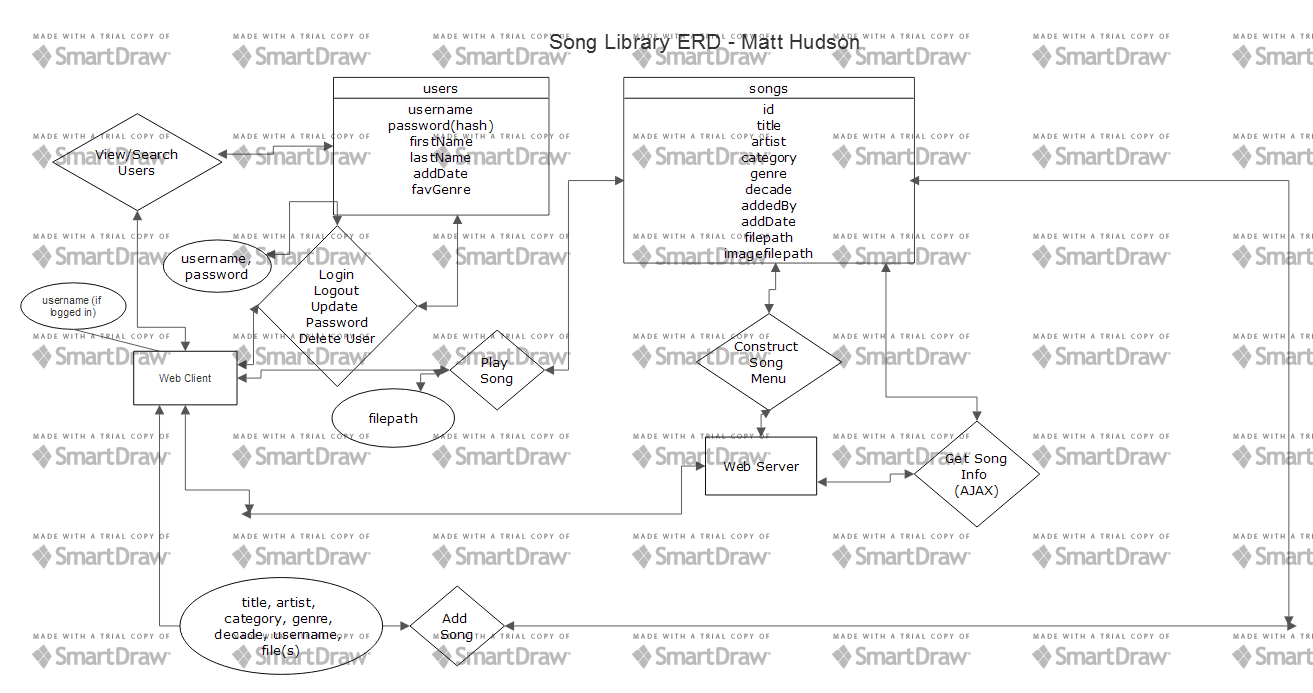 Song Library ERD - Matt Hudson
users
username
password(hash)
firstName
lastName
addDate
favGenre
songs
id
title
artist
category
genre
decade
addedBy
addDate
filepath
imagefilepath
View/Search
Users
username,
password
username (if
logged in)
Login
Logout
Update
Password
Delete User
Web Client
Play
Song
filepath
Construct
Song
Menu
Web Server
Get Song
Info
(AJAX)
title, artist,
category, genre,
decade, username,
file(s)
Add
Song
MADE WITH A TRIAL COPY OF
SmartDraw